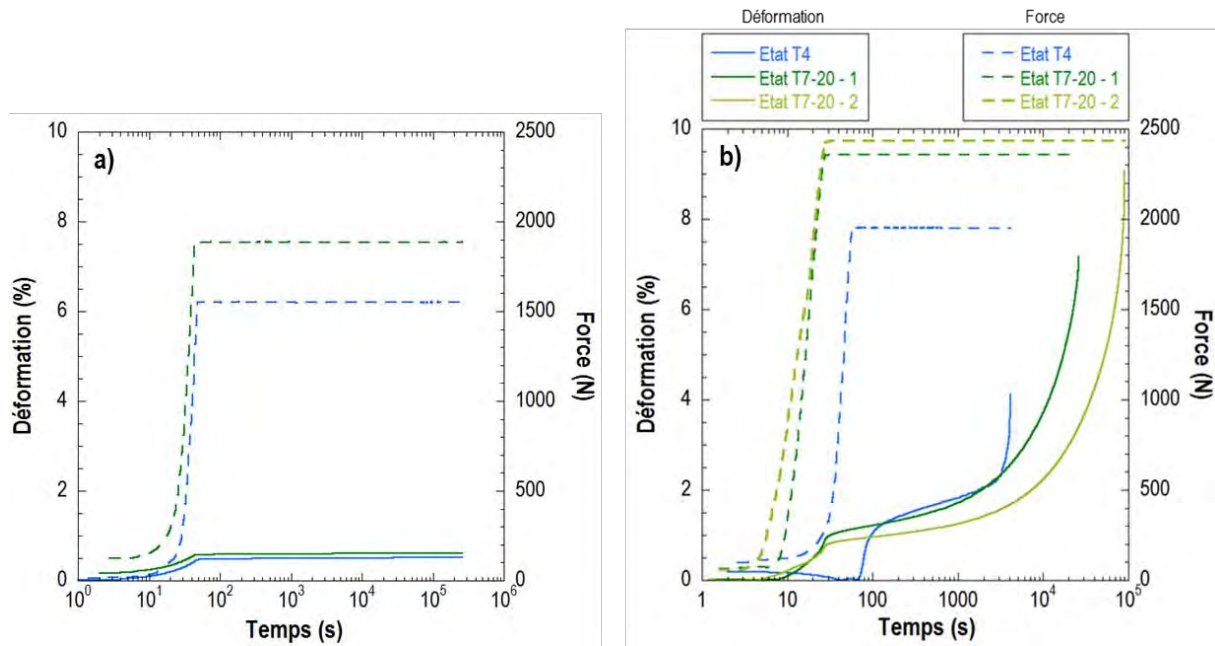 Déformation
Force
Etat T4
Etat T7-20 - 1
Etat T7-20 - 2
Etat T4
Etat T7-20 - 1
Etat T7-20 - 2
a)
Déformation (%)
10
8
6
4
2
0
2500
2000
1500
1000
500
0
Force (N)
10⁰
10¹
10²
10³
10⁴
10⁵
10⁶
Temps (s)
b)
Déformation (%)
10
8
6
4
2
0
2500
2000
1500
1000
500
0
Force (N)
1
10
100
1000
10⁴
10⁵
Temps (s)